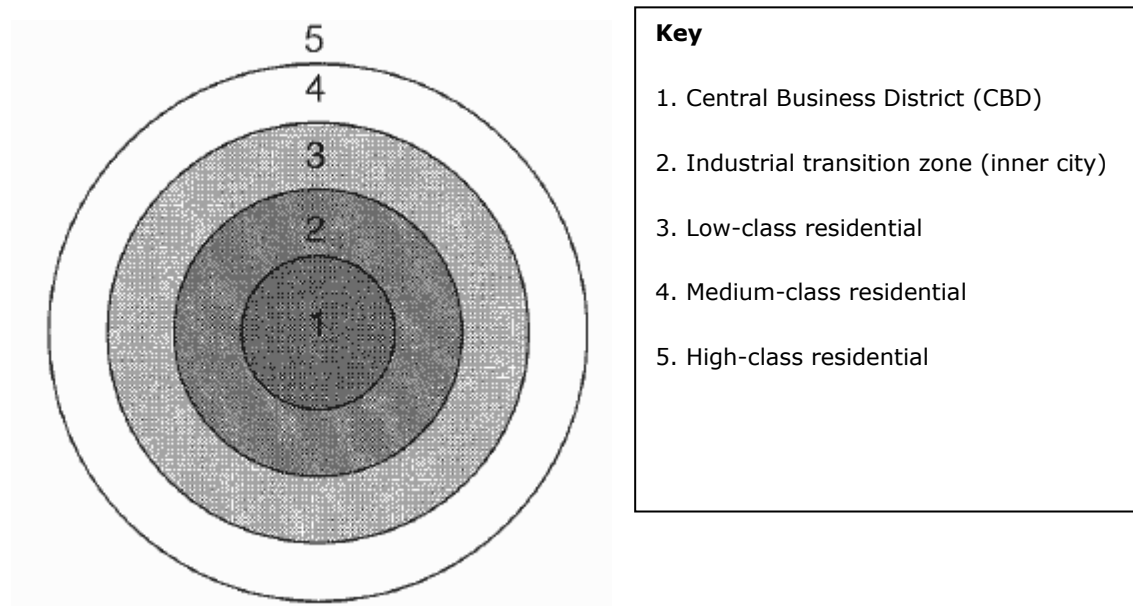 5
4
3
2
1
Key
1. Central Business District (CBD)
2. Industrial transition zone (inner city)
3. Low-class residential
4. Medium-class residential
5. High-class residential